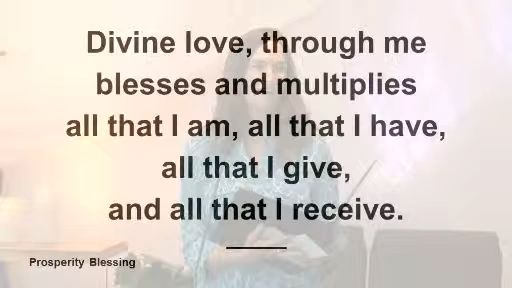 Divine love, through me
blesses and multiplies
all that I am, all that I have,
all that I give,
and all that I receive.
Prosperity Blessing